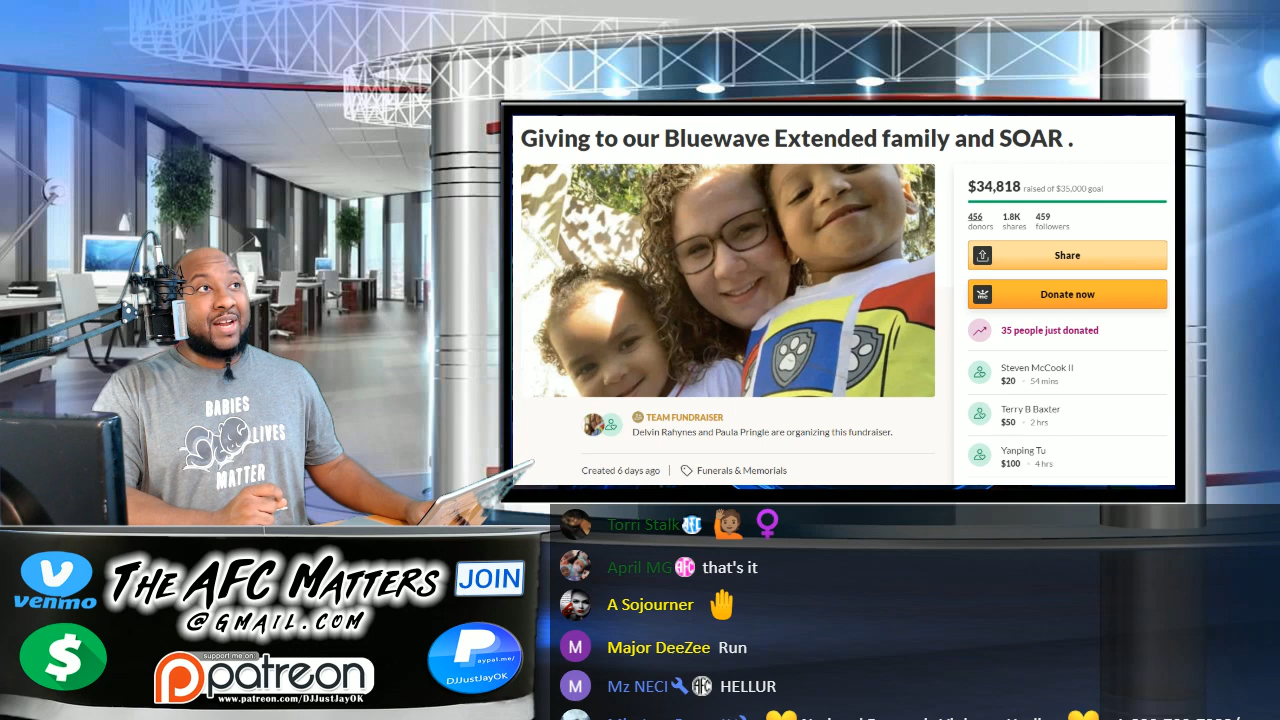 Giving to our Bluewave Extended family and SOAR .
$34,818 raised of $35,000 goal
456 1.8K 459
donors shares followers
Share
me
Donate now
35 people just donated
Steven McCook II
$20 • 54 mins
Terry B Baxter
$50 • 2 hrs
Yanping Tu
$100 • 4 hrs
TEAM FUNDRAISER
Delvin Rahynes and Paula Pringle are organizing this fundraiser.
Created 6 days ago | Funerals & Memorials
BABIES
LIVES
MATTER
venmo
THE AFC MATTERS
@GMAIL.COM
JOIN
$
support me on
patreon
www.patreon.com/DJJustJayOK
Paypal.me/
DJJustJayOK
Torri Stalk AFC
April MG AFC that's it
A Sojourner
M Major DeeZee Run
M Mz NECI AFC HELLUR